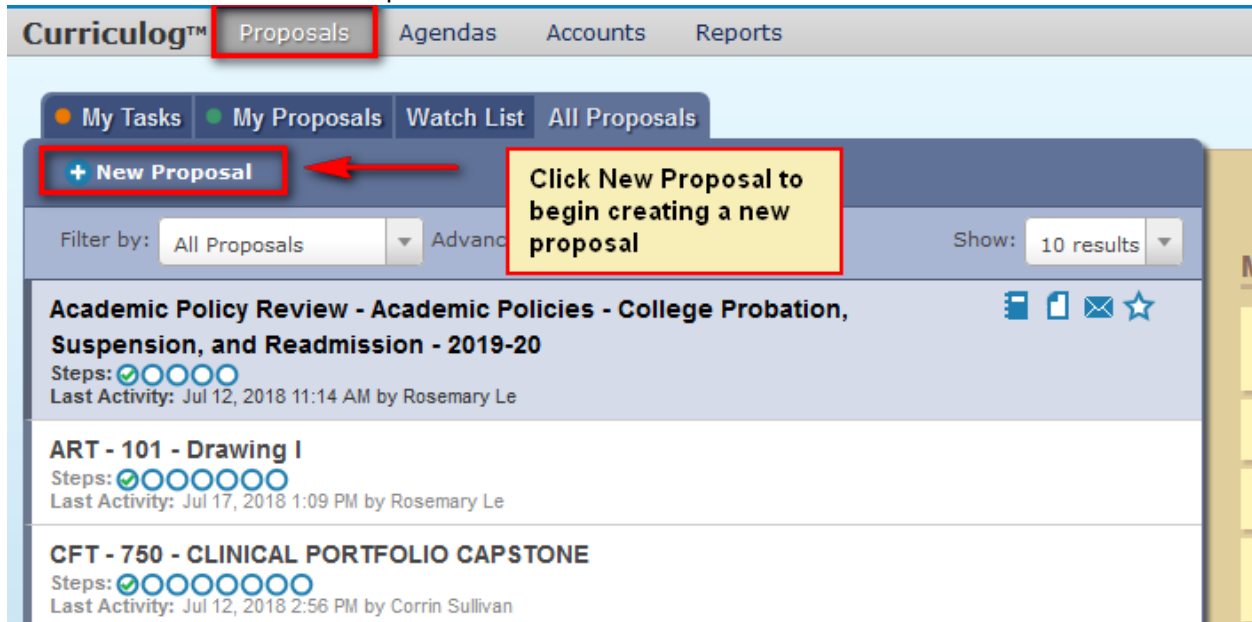 Curriculog™ Proposals Agendas Accounts Reports
My Tasks My Proposals Watch List All Proposals
New Proposal
Click New Proposal to
begin creating a new
proposal
Filter by: All Proposals Advanc Show: 10 results
Academic Policy Review - Academic Policies - College Probation,
Suspension, and Readmission - 2019-20
Steps:
Last Activity: Jul 12, 2018 11:14 AM by Rosemary Le
ART - 101 - Drawing I
Steps:
Last Activity: Jul 17, 2018 1:09 PM by Rosemary Le
CFT - 750 - CLINICAL PORTFOLIO CAPSTONE
Steps:
Last Activity: Jul 12, 2018 2:56 PM by Corrin Sullivan